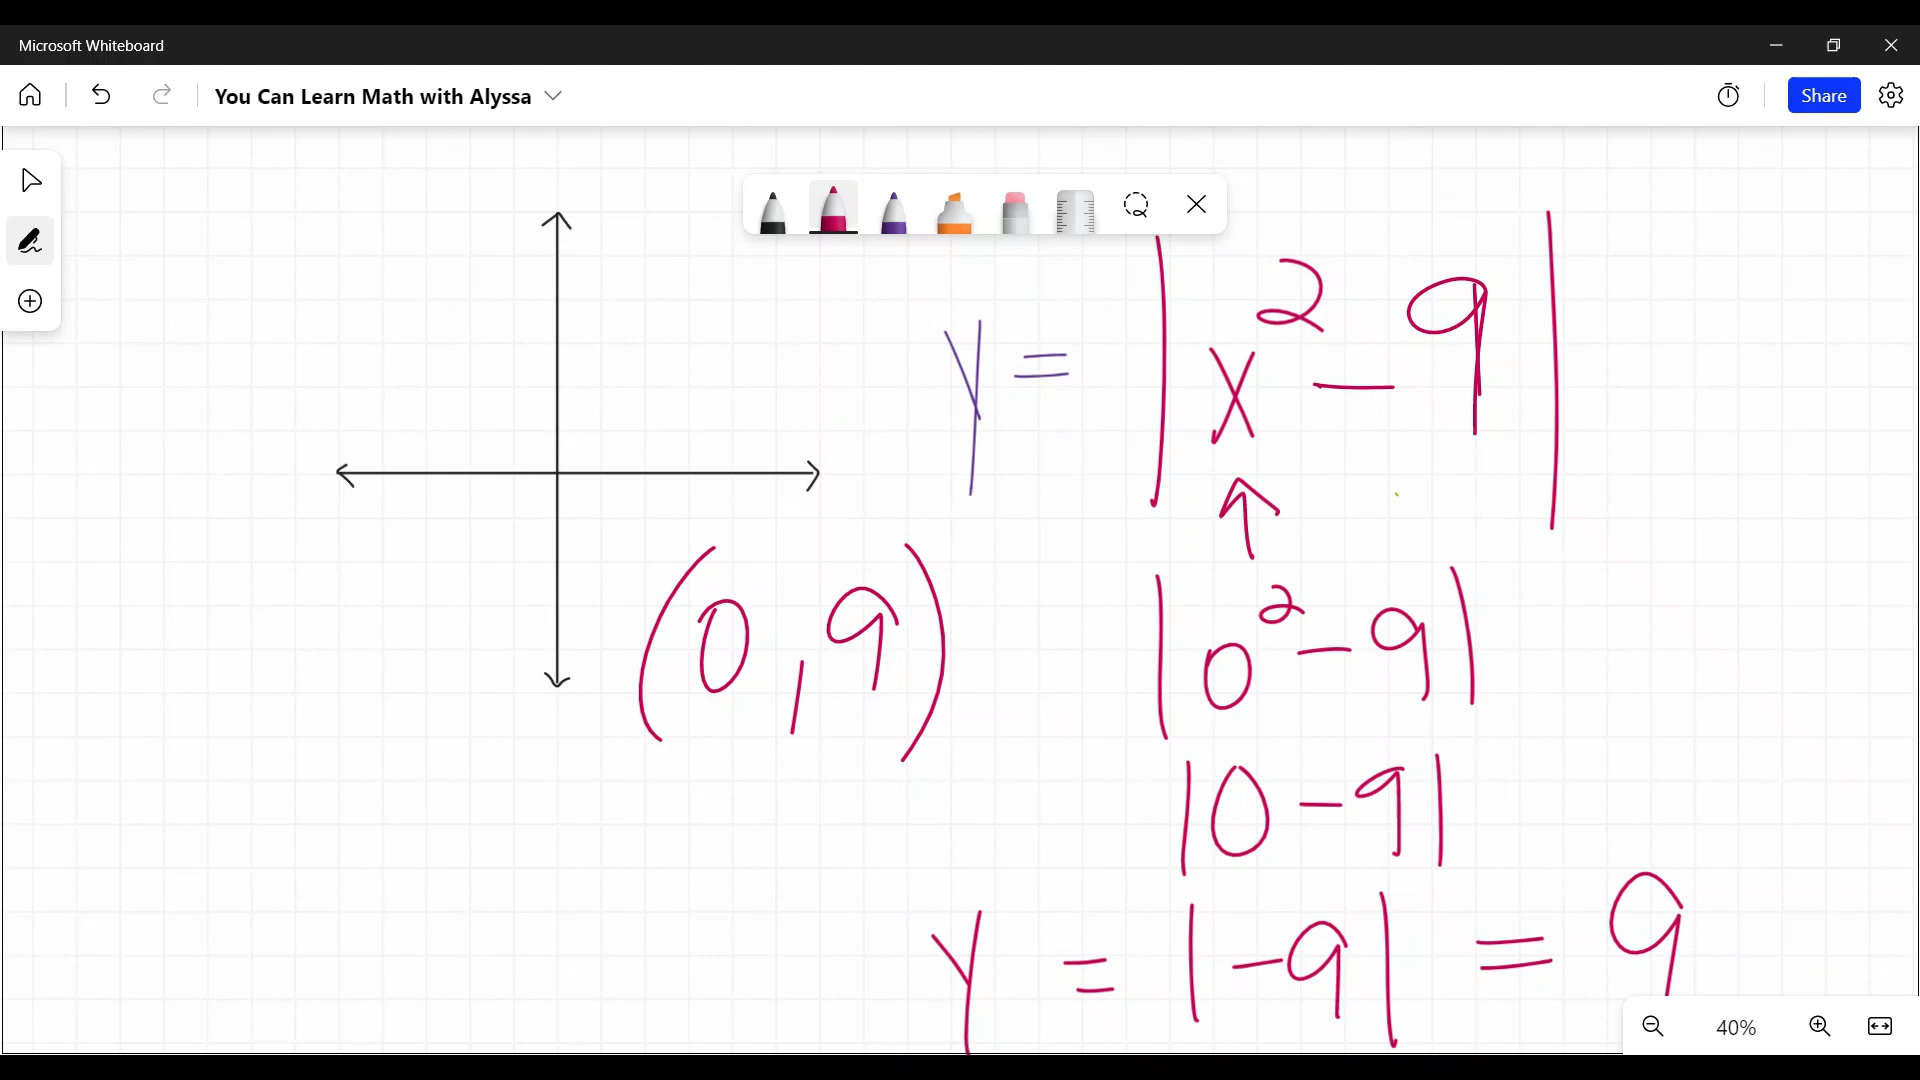 Microsoft Whiteboard
You Can Learn Math with Alyssa
Share
y = |x² - 9|
(0, 9)
|0² - 9|
|0 - 9|
y = |-9| = 9
40%